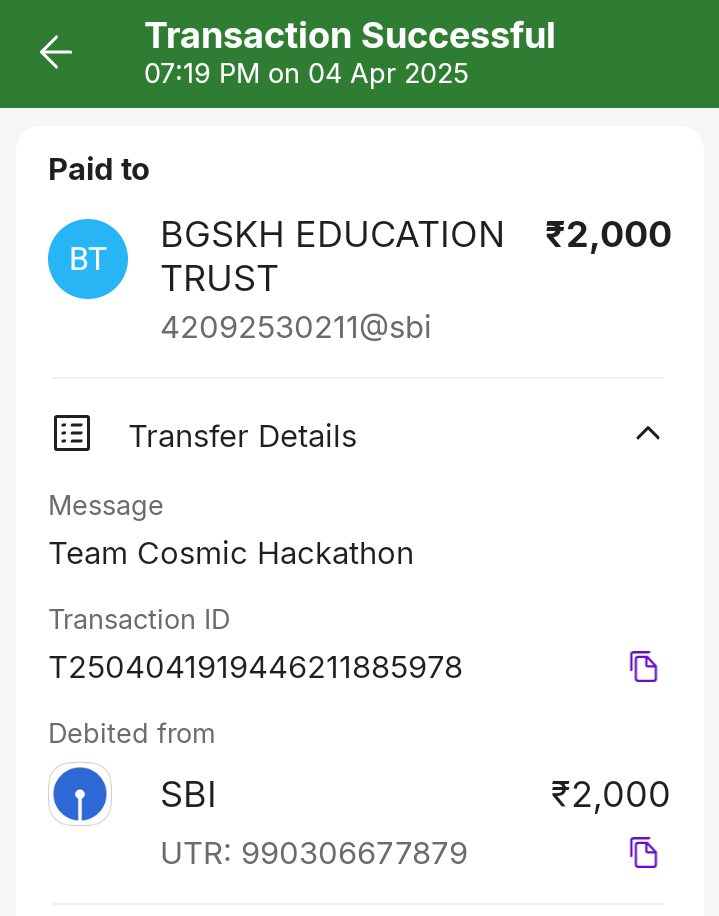 Transaction Successful
07:19 PM on 04 Apr 2025
Paid to
BT
BGSKH EDUCATION
TRUST
₹2,000
42092530211@sbi
Transfer Details
Message
Team Cosmic Hackathon
Transaction ID
T2504041919446211885978
Debited from
SBI
₹2,000
UTR: 990306677879